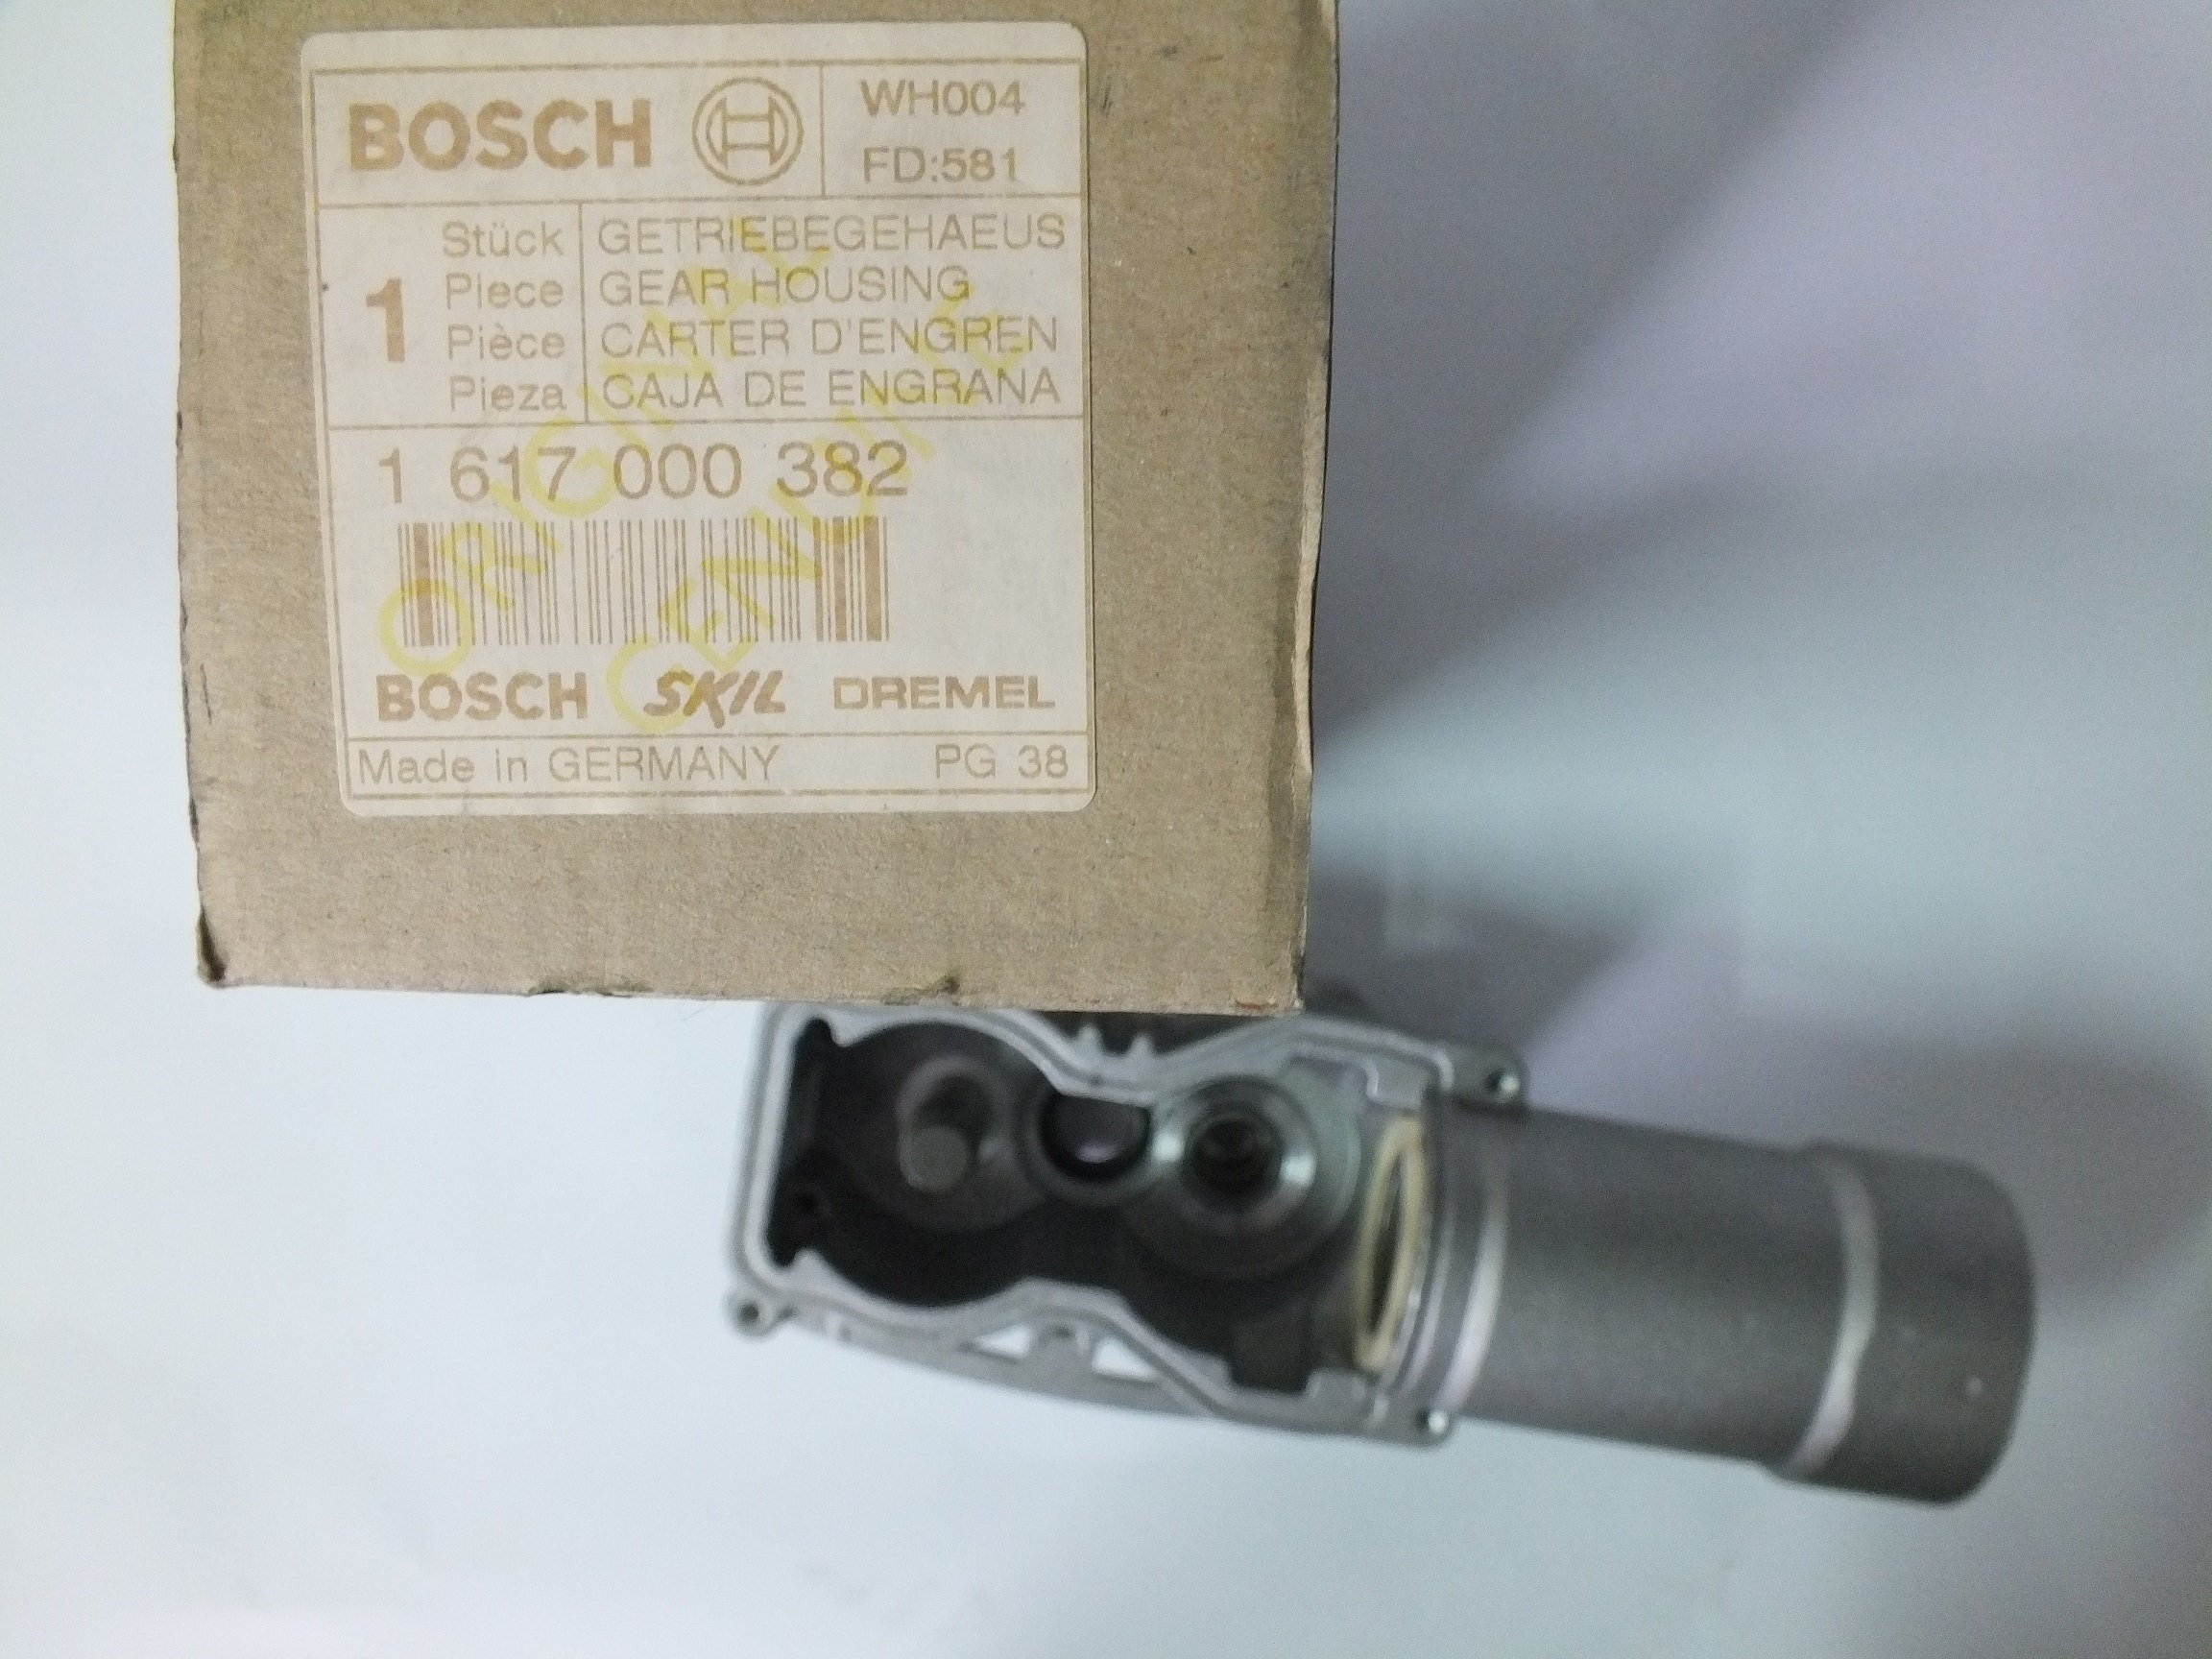 BOSCH
WH004
FD:581
1
Stück GETRIEBEGEHAEUS
Piece GEAR HOUSING
Pièce CARTER D'ENGREN
Pieza CAJA DE ENGRANA
1 617 000 382
ORIGINAL
GENUINE
BOSCH SKIL DREMEL
Made in GERMANY PG 38